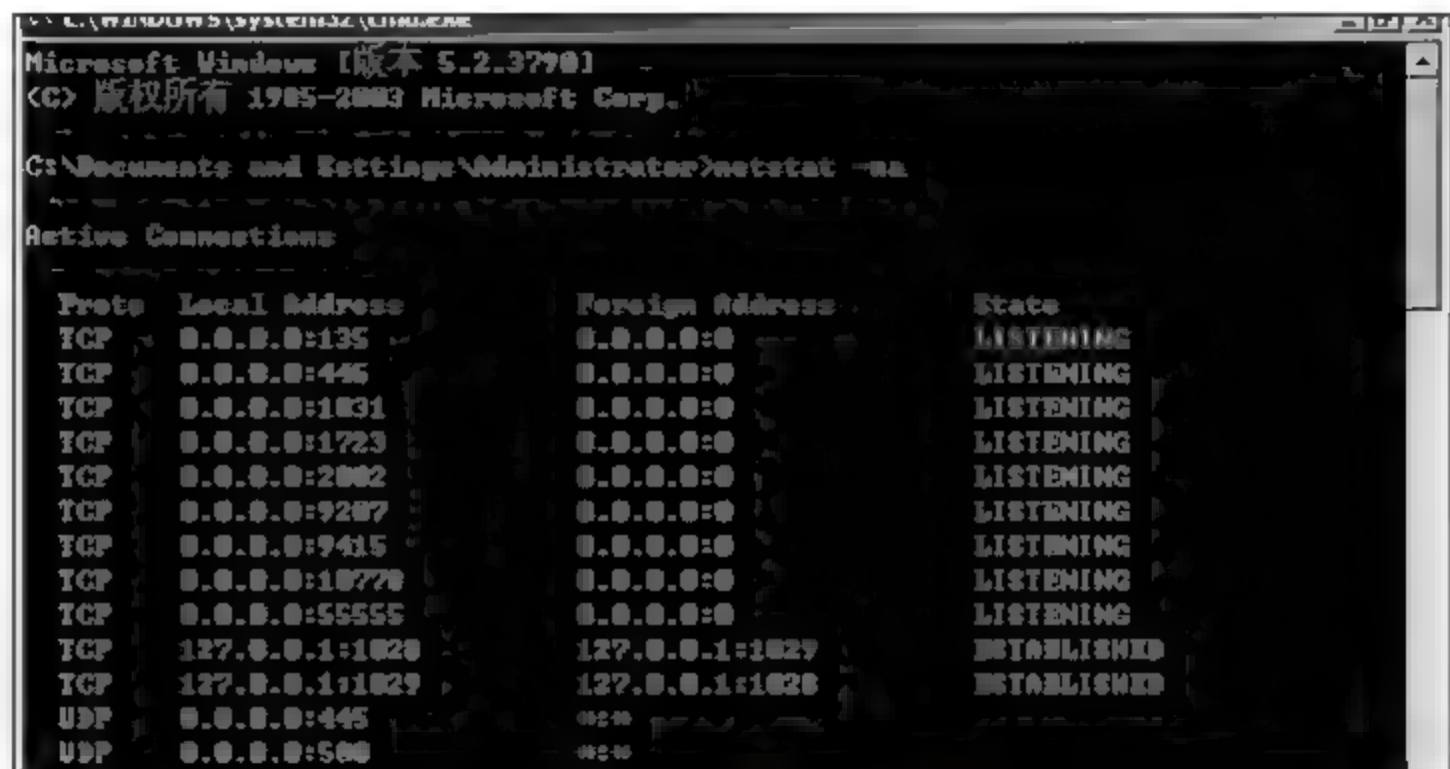 C:\WINDOWS\system32\cmd.exe
Microsoft Windows [版本 5.2.3790]
(C) 版权所有 1985-2003 Microsoft Corp.
C:\Documents and Settings\Administrator>netstat -na
Active Connections
Proto Local Address Foreign Address State
TCP 0.0.0.0:135 0.0.0.0:0 LISTENING
TCP 0.0.0.0:445 0.0.0.0:0 LISTENING
TCP 0.0.0.0:1031 0.0.0.0:0 LISTENING
TCP 0.0.0.0:1723 0.0.0.0:0 LISTENING
TCP 0.0.0.0:2002 0.0.0.0:0 LISTENING
TCP 0.0.0.0:9207 0.0.0.0:0 LISTENING
TCP 0.0.0.0:9415 0.0.0.0:0 LISTENING
TCP 0.0.0.0:0 LISTENING
TCP 0.0.0.0:55555 0.0.0.0:0 LISTENING
TCP 127.0.0.1:1028 127.0.0.1:1029 ESTABLISHED
TCP 127.0.0.1:1029 127.0.0.1:1028 ESTABLISHED
UDP 0.0.0.0:445 *:*
UDP 0.0.0.0:500 *:*